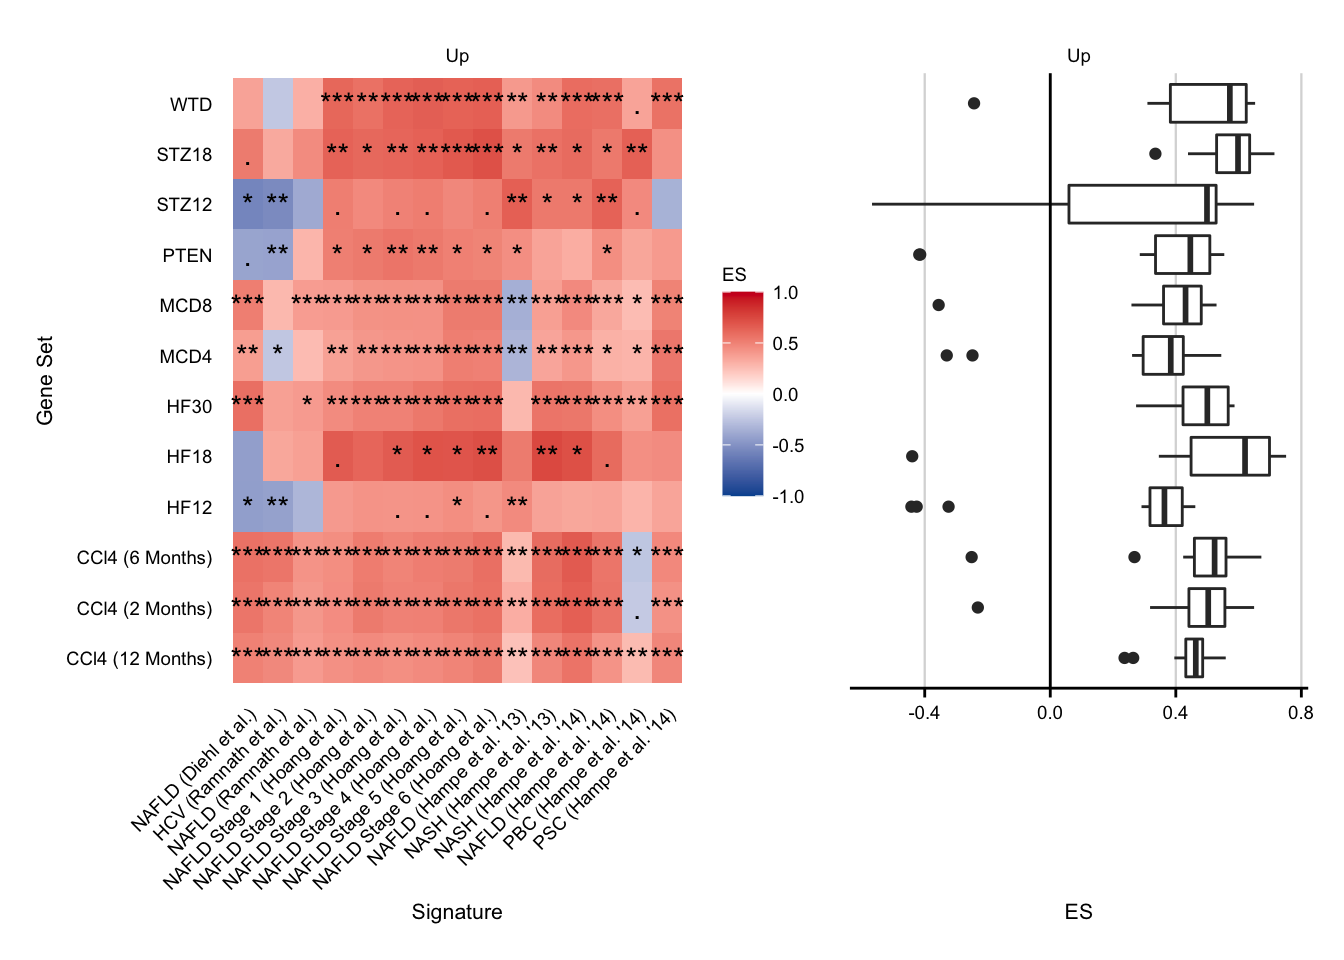 Up
Up
WTD
STZ18
STZ12
PTEN
MCD8
MCD4
HF30
HF18
HF12
CCl4 (6 Months)
CCl4 (2 Months)
CCl4 (12 Months)
Gene Set
ES
1.0
0.5
0.0
-0.5
-1.0
-0.4
0.0
0.4
0.8
NAFLD (Diehl et al.)
HCV (Ramnath et al.)
NAFLD (Ramnath et al.)
NAFLD Stage 1 (Hoang et al.)
NAFLD Stage 2 (Hoang et al.)
NAFLD Stage 3 (Hoang et al.)
NAFLD Stage 4 (Hoang et al.)
NAFLD Stage 5 (Hoang et al.)
NAFLD Stage 6 (Hoang et al.)
NAFLD (Hampe et al. '13)
NASH (Hampe et al. '13)
NASH (Hampe et al. '14)
NAFLD (Hampe et al. '14)
PBC (Hampe et al. '14)
PSC (Hampe et al. '14)
Signature
ES